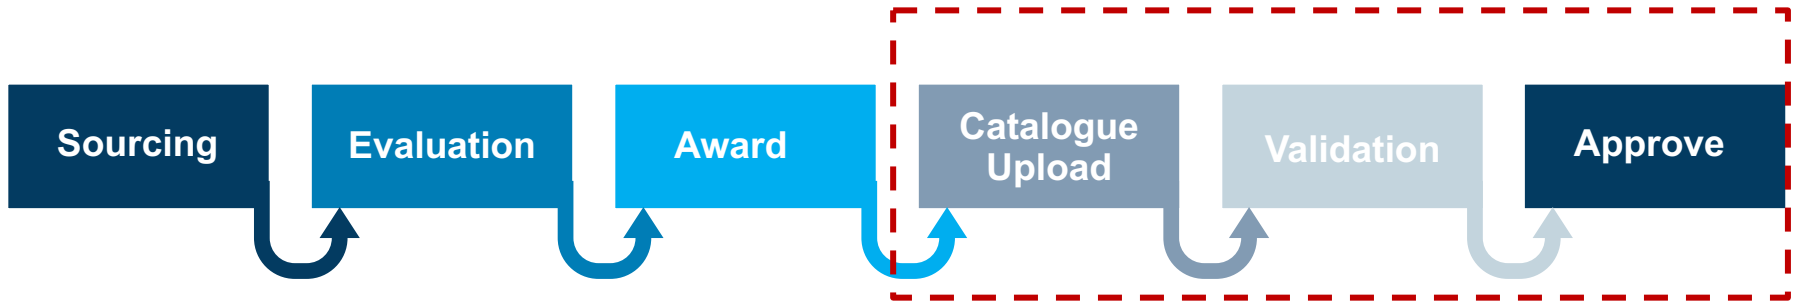 Sourcing
Evaluation
Award
Catalogue
Upload
Validation
Approve